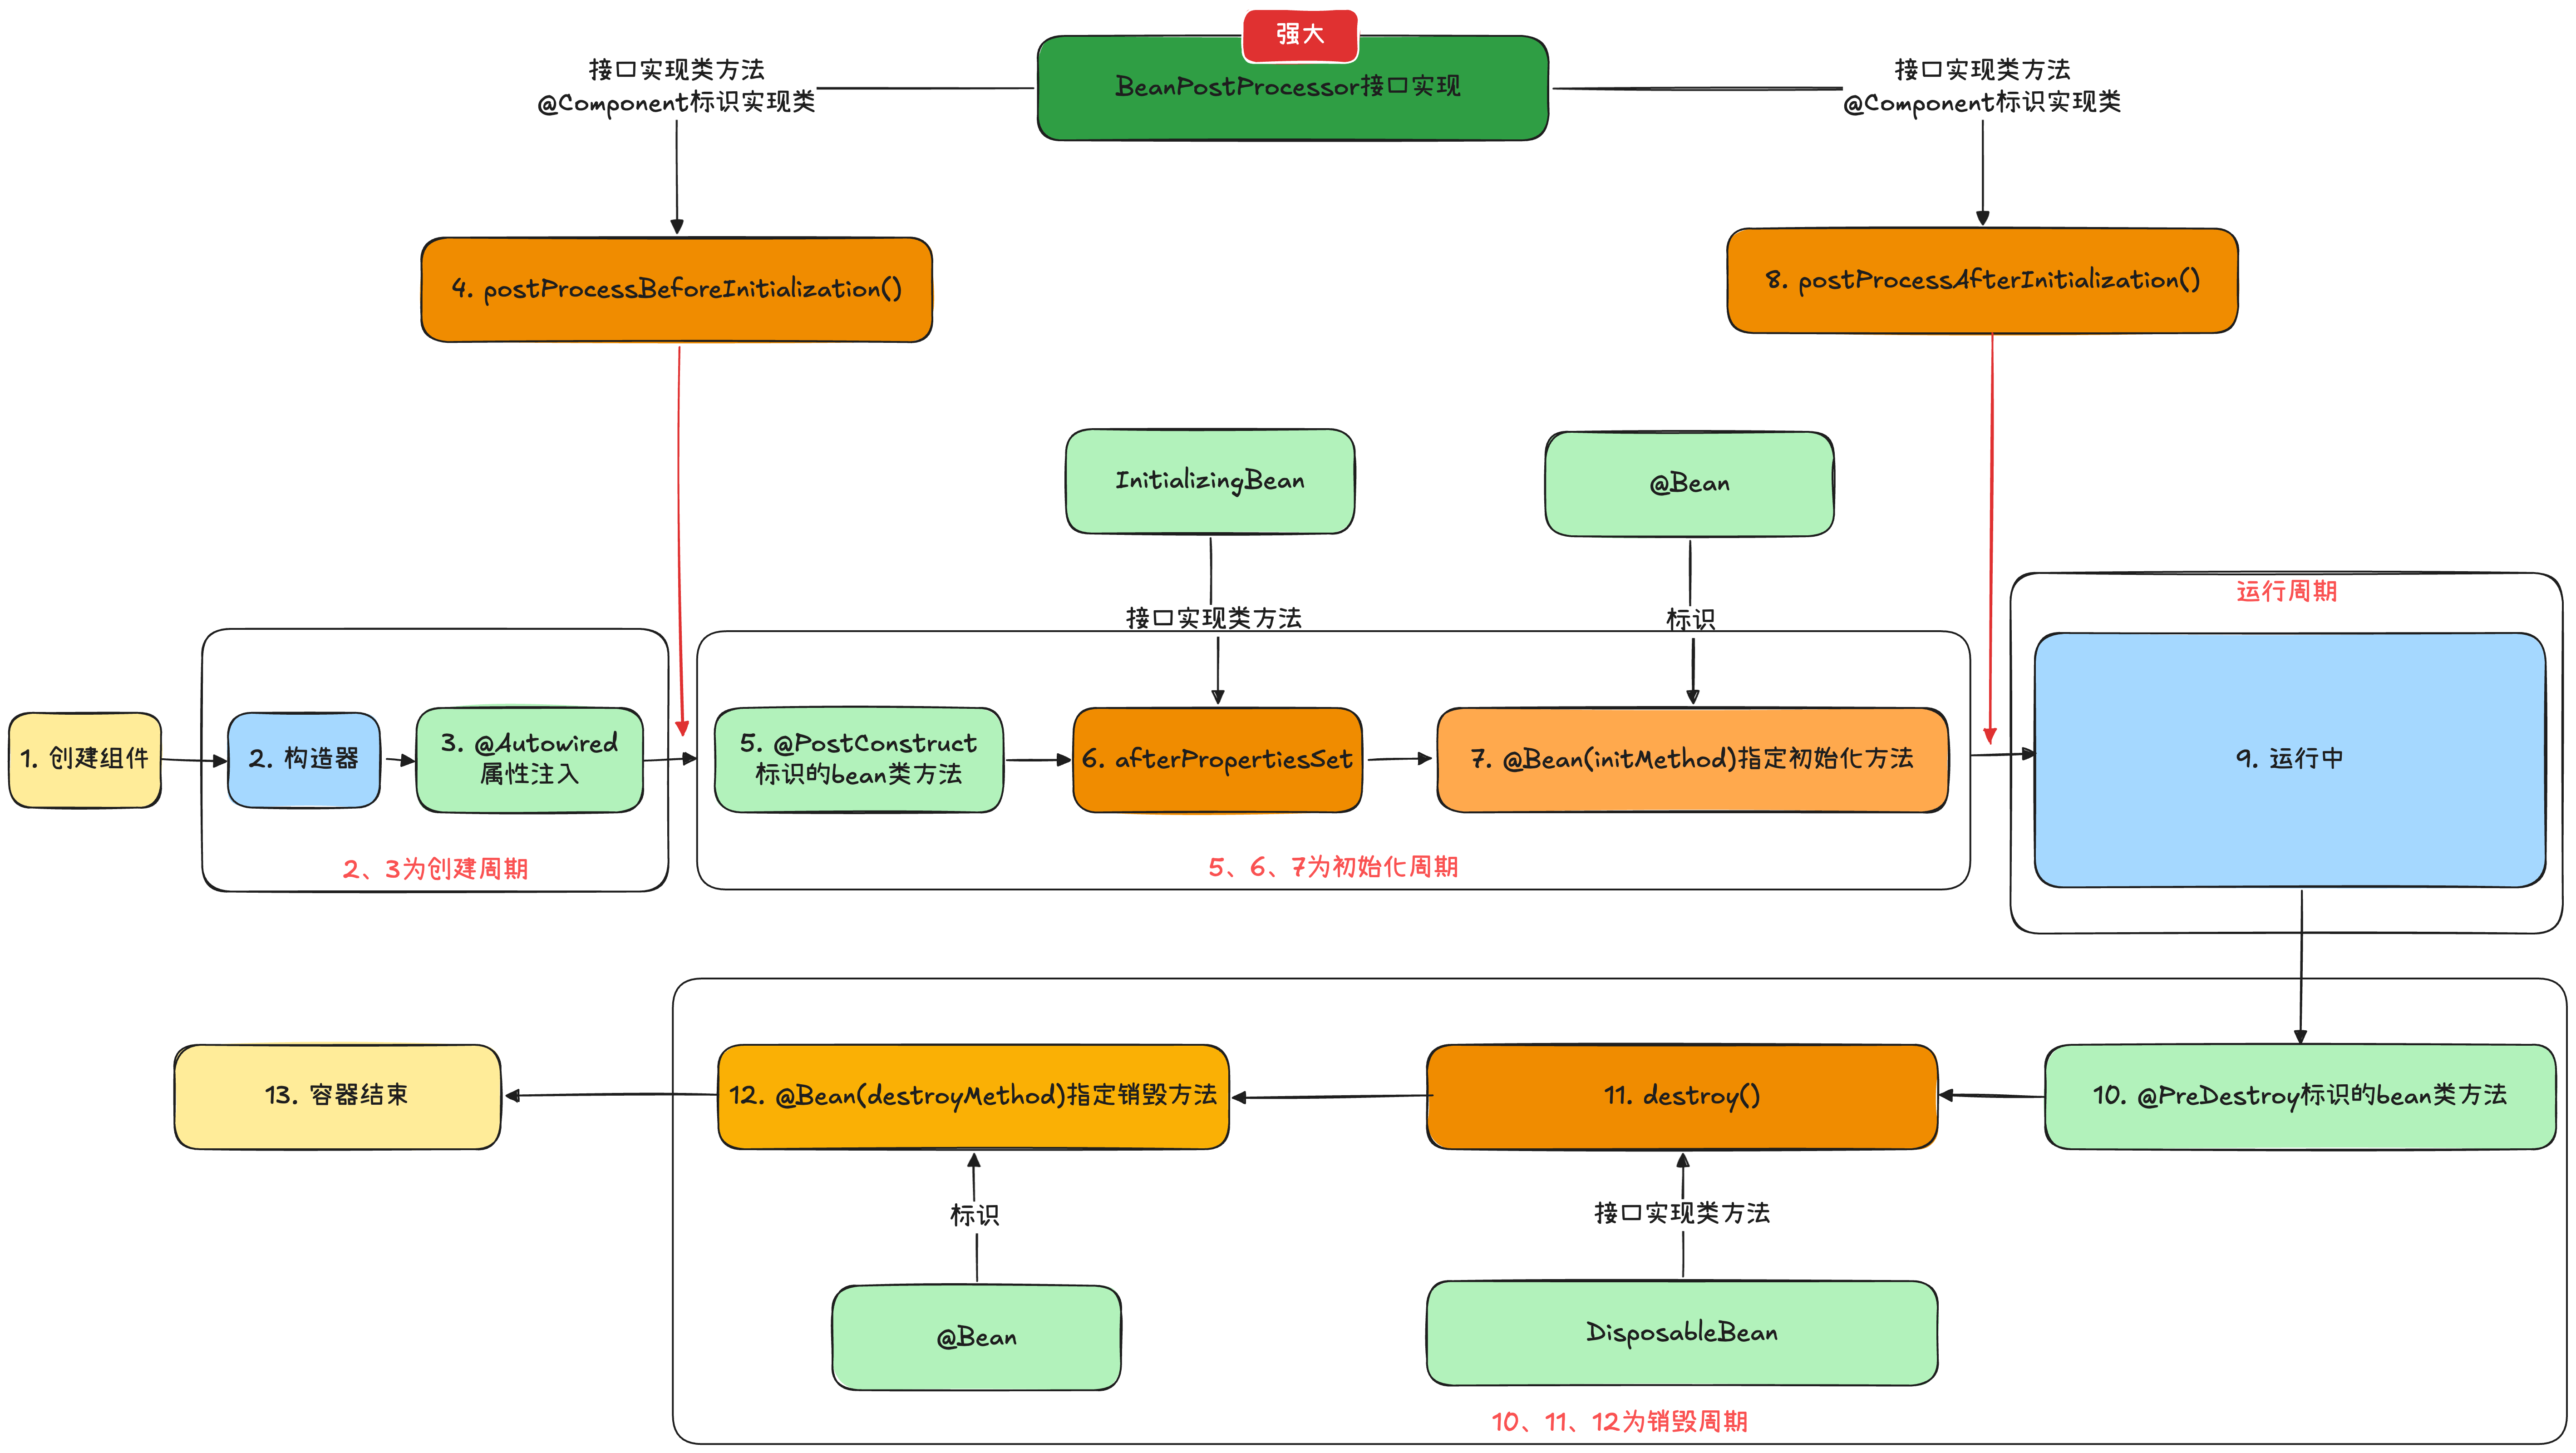 强大
BeanPostProcessor接口实现
接口实现类方法
@Component标识实现类
接口实现类方法
@Component标识实现类
4. postProcessBeforeInitialization()
8. postProcessAfterInitialization()
InitializingBean
@Bean
接口实现类方法
标识
运行周期
1. 创建组件
2. 构造器
3. @Autowired
属性注入
5. @PostConstruct
标识的bean类方法
6. afterPropertiesSet
7. @Bean(initMethod)指定初始化方法
9. 运行中
2、3为创建周期
5、6、7为初始化周期
13. 容器结束
12. @Bean(destroyMethod)指定销毁方法
11. destroy()
10. @PreDestroy标识的bean类方法
标识
接口实现类方法
@Bean
DisposableBean
10、11、12为销毁周期